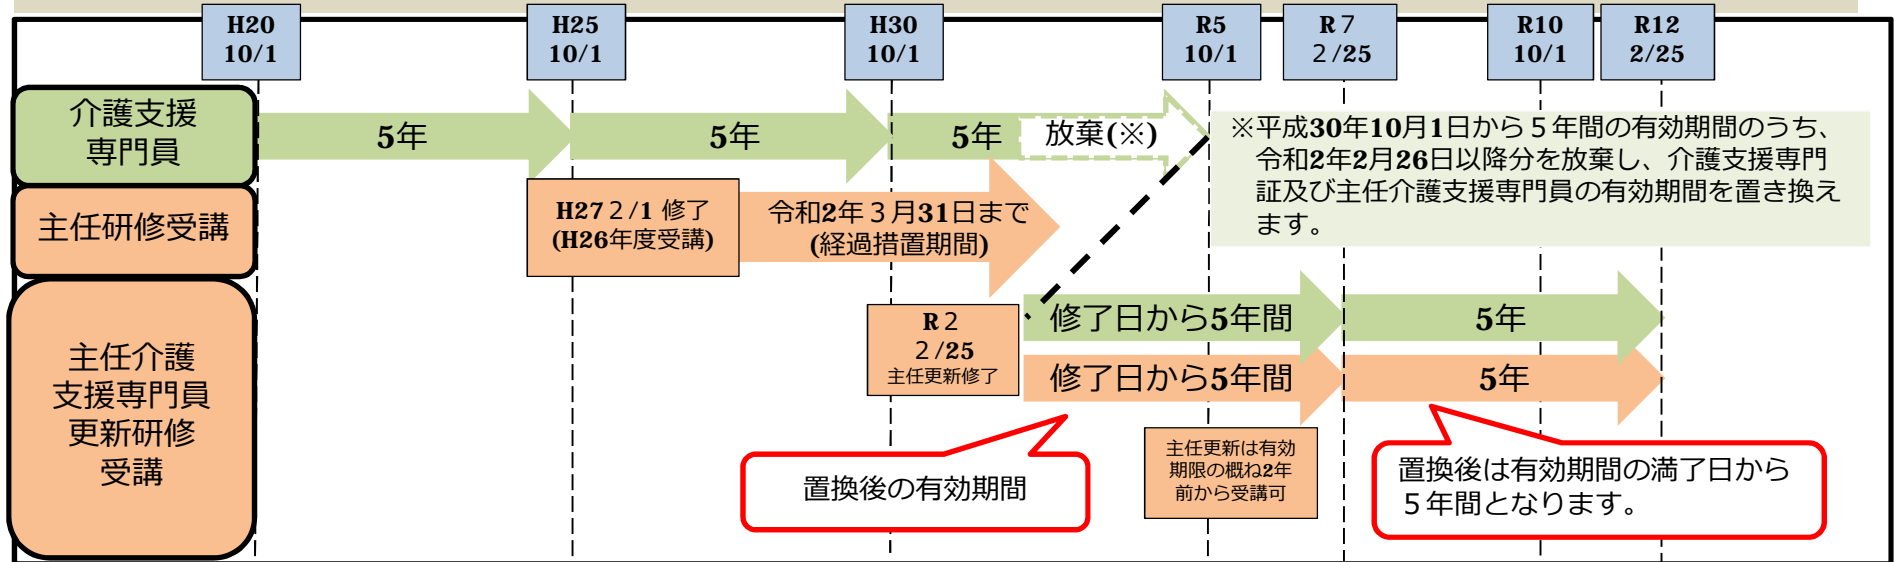 H20
10/1
H25
10/1
H30
10/1
R5
10/1
R７
２/25
R10
10/1
R12
2/25
介護支援
専門員
5年
5年
5年
放棄(※)
※平成30年10月1日から５年間の有効期間のうち、
令和2年2月26日以降分を放棄し、介護支援専門
証及び主任介護支援専門員の有効期間を置き換え
ます。
主任研修受講
H27２/1 修了
(H26年度受講)
令和2年３月31日まで
(経過措置期間)
主任介護
支援専門員
更新研修
受講
R２
２/25
主任更新修了
修了日から5年間
5年
修了日から5年間
5年
置換後の有効期間
主任更新は有効
期限の概ね2年
前から受講可
置換後は有効期間の満了日から
５年間となります。